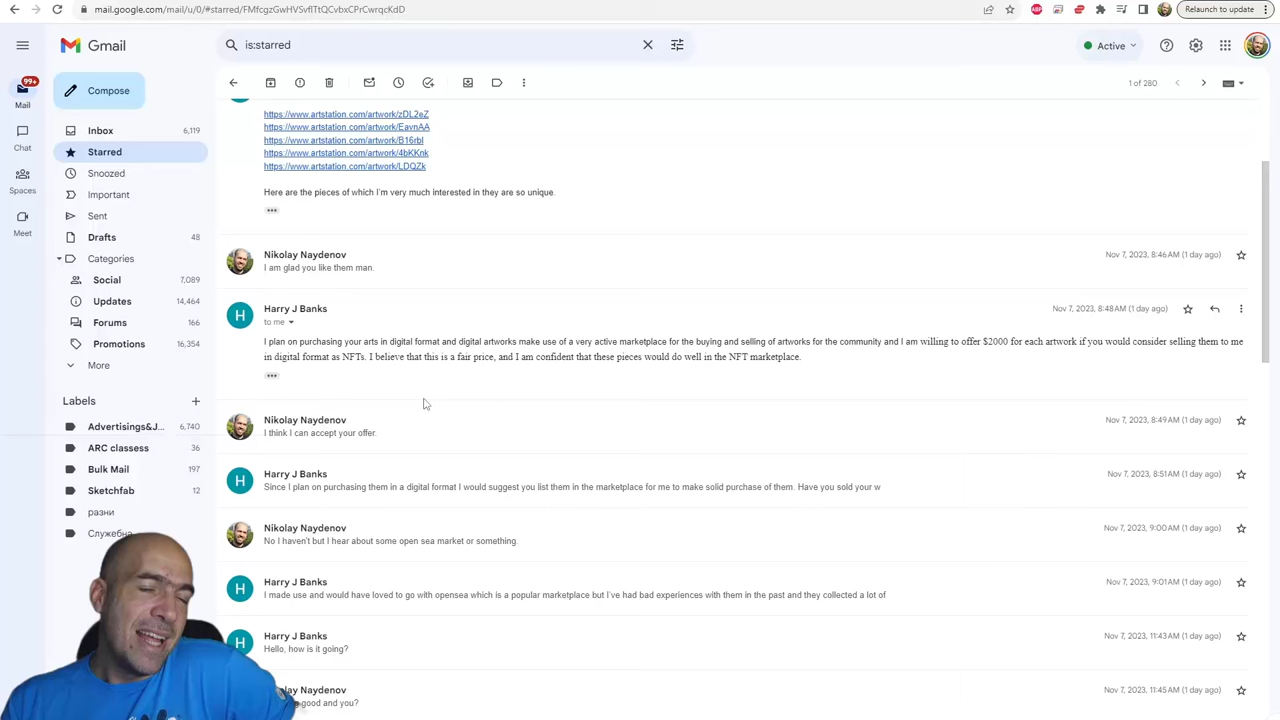 mail.google.com/mail/u/0/#starred/FMfcgzGwHVSvflTtQCvbxCPrCwrqcKdD
Relaunch to update
Gmail
is:starred
Active
99+
Mail
Compose
1 of 280
Chat
Spaces
Meet
Inbox 6,119
Starred
Snoozed
Important
Sent
Drafts 48
Categories
Social 7,089
Updates 14,464
Forums 166
Promotions 16,354
More
Labels
Advertisings&J... 6,740
ARC classess 36
Bulk Mail 197
Sketchfab 12
разни
Служебна
https://www.artstation.com/artwork/zDL2eZ
https://www.artstation.com/artwork/EavnAA
https://www.artstation.com/artwork/B16rbl
https://www.artstation.com/artwork/4bKKnk
https://www.artstation.com/artwork/LDQZk
Here are the pieces of which I'm very much interested in they are so unique.
Nikolay Naydenov Nov 7, 2023, 8:46 AM (1 day ago)
I am glad you like them man.
H Harry J Banks Nov 7, 2023, 8:48 AM (1 day ago)
to me
I plan on purchasing your arts in digital format and digital artworks make use of a very active marketplace for the buying and selling of artworks for the community and I am willing to offer $2000 for each artwork if you would consider selling them to me
in digital format as NFTs. I believe that this is a fair price, and I am confident that these pieces would do well in the NFT marketplace.
Nikolay Naydenov Nov 7, 2023, 8:49 AM (1 day ago)
I think I can accept your offer.
H Harry J Banks Nov 7, 2023, 8:51 AM (1 day ago)
Since I plan on purchasing them in a digital format I would suggest you list them in the marketplace for me to make solid purchase of them. Have you sold your w
Nikolay Naydenov Nov 7, 2023, 9:00 AM (1 day ago)
No I haven't but I hear about some open sea market or something.
H Harry J Banks Nov 7, 2023, 9:01 AM (1 day ago)
I made use and would have loved to go with opensea which is a popular marketplace but I've had bad experiences with them in the past and they collected a lot of
H Harry J Banks Nov 7, 2023, 11:43 AM (1 day ago)
Hello, how is it going?
lay Naydenov Nov 7, 2023, 11:45 AM (1 day ago)
good and you?